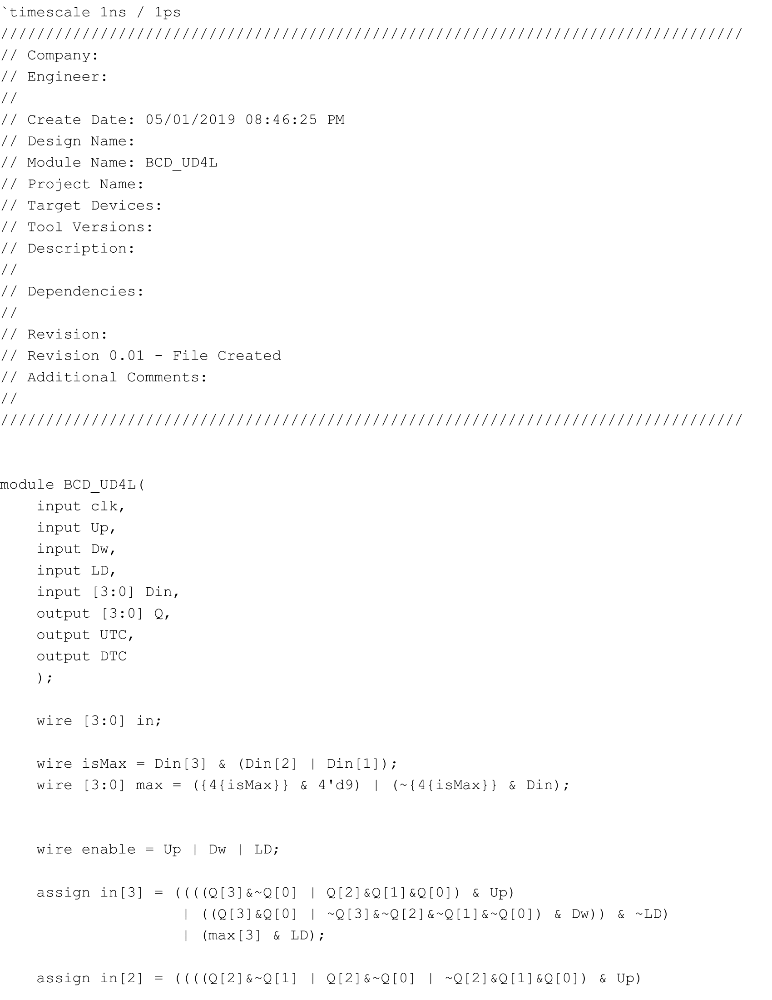 `timescale 1ns / 1ps
//////////////////////////////////////////////////////////////////////////////////
// Company:
// Engineer:
//
// Create Date: 05/01/2019 08:46:25 PM
// Design Name:
// Module Name: BCD_UD4L
// Project Name:
// Target Devices:
// Tool Versions:
// Description:
//
// Dependencies:
//
// Revision:
// Revision 0.01 - File Created
// Additional Comments:
//
//////////////////////////////////////////////////////////////////////////////////
module BCD_UD4L(
    input clk,
    input Up,
    input Dw,
    input LD,
    input [3:0] Din,
    output [3:0] Q,
    output UTC,
    output DTC
    );
    wire [3:0] in;
    wire isMax = Din[3] & (Din[2] | Din[1]);
    wire [3:0] max = ({4{isMax}} & 4'd9) | (~{4{isMax}} & Din);
    wire enable = Up | Dw | LD;
    assign in[3] = ((((Q[3]&~Q[0] | Q[2]&Q[1]&Q[0]) & Up)
                    | ((Q[3]&Q[0] | ~Q[3]&~Q[2]&~Q[1]&~Q[0]) & Dw)) & ~LD)
                    | (max[3] & LD);
    assign in[2] = ((((Q[2]&~Q[1] | Q[2]&~Q[0] | ~Q[2]&Q[1]&Q[0]) & Up)